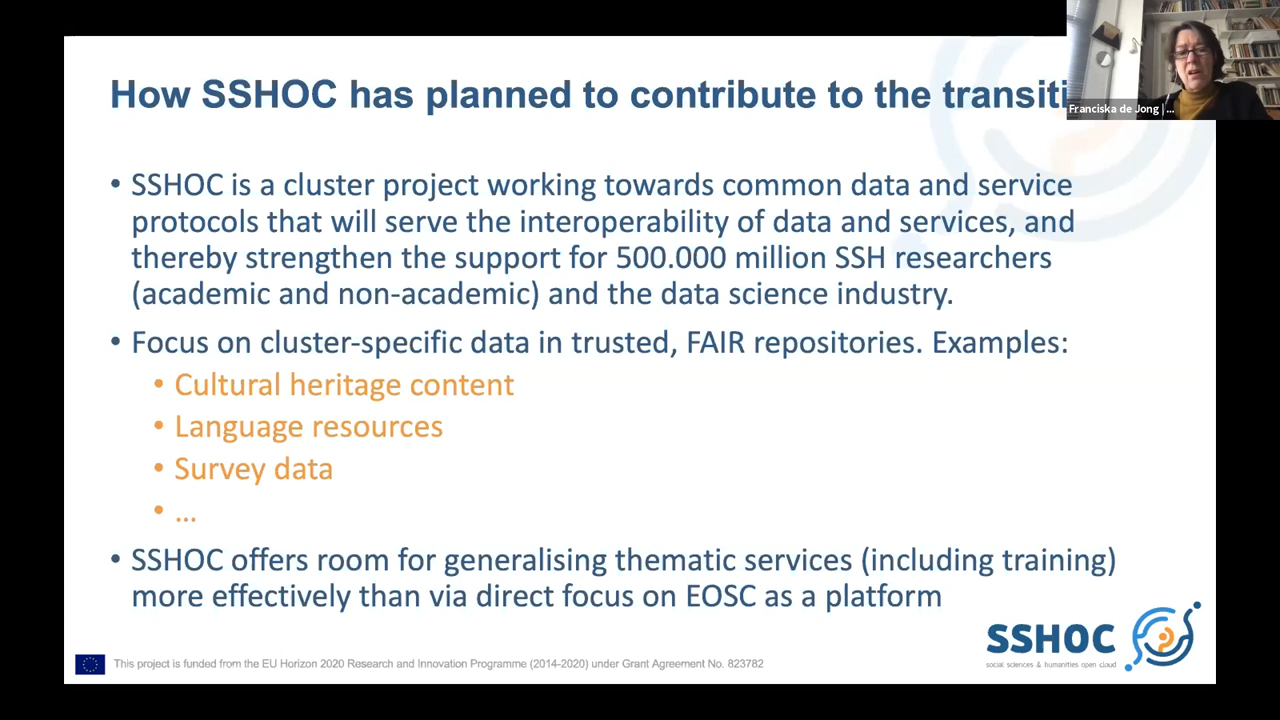 How SSHOC has planned to contribute to the
Franciska de Jong | ...
• SSHOC is a cluster project working towards common data and service
protocols that will serve the interoperability of data and services, and
thereby strengthen the support for 500.000 million SSH researchers
(academic and non-academic) and the data science industry.
• Focus on cluster-specific data in trusted, FAIR repositories. Examples:
• Cultural heritage content
• Language resources
• Survey data
• ...
• SSHOC offers room for generalising thematic services (including training)
more effectively than via direct focus on EOSC as a platform
SSHOC
social sciences & humanities open cloud
This project is funded from the EU Horizon 2020 Research and Innovation Programme (2014-2020) under Grant Agreement No. 823782